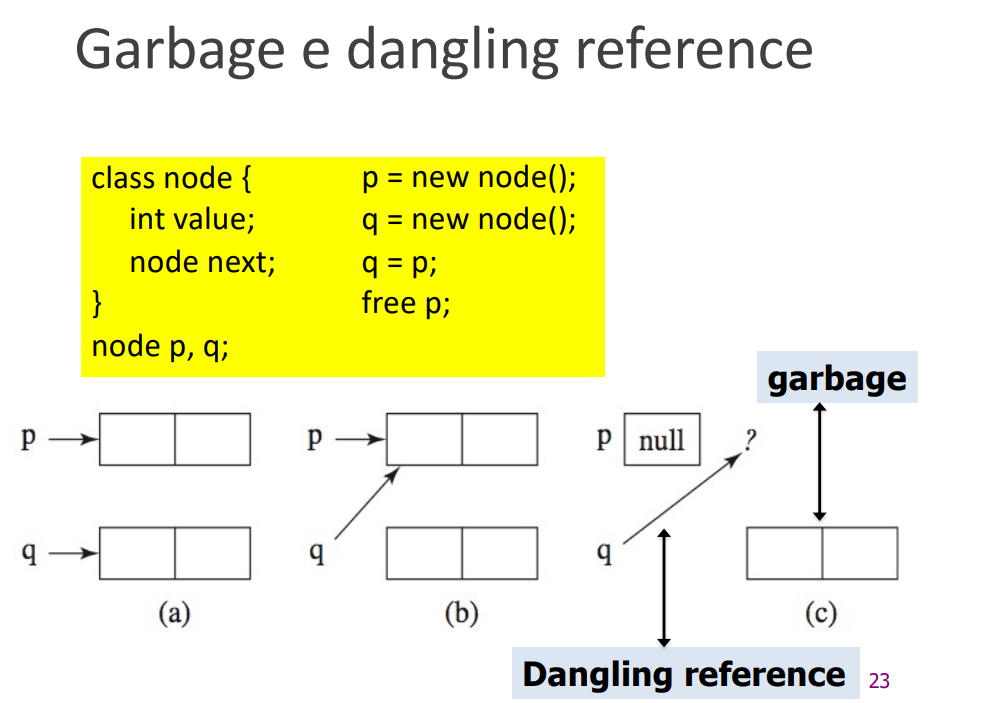 Garbage e dangling reference
class node {
int value;
node next;
}
node p, q;
p = new node();
q = new node();
q = p;
free p;
garbage
p
p
p null ?
q
q
q
(a)
(b)
(c)
Dangling reference
23